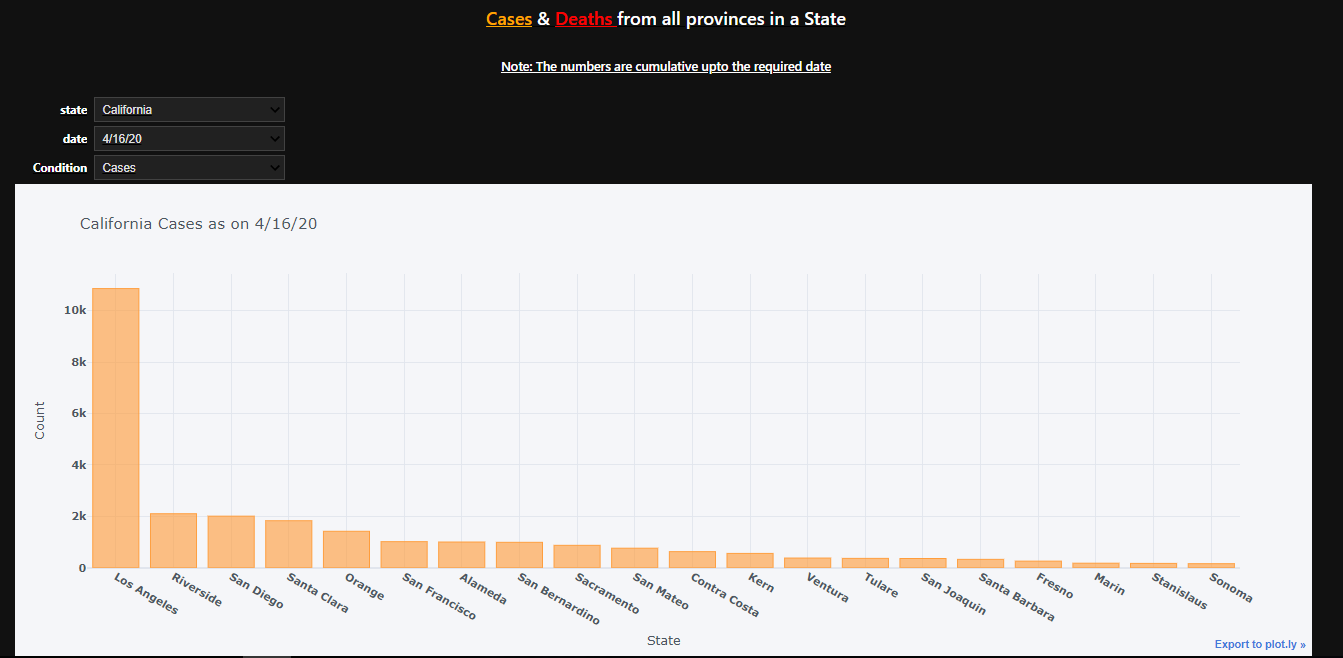 Cases & Deaths from all provinces in a State
Note: The numbers are cumulative upto the required date
state California
date 4/16/20
Condition Cases
California Cases as on 4/16/20
Count
10k
8k
6k
4k
2k
0
Los Angeles
Riverside
San Diego
Santa Clara
Orange
San Francisco
Alameda
San Bernardino
Sacramento
San Mateo
Contra Costa
Kern
Ventura
Tulare
San Joaquin
Santa Barbara
Fresno
Marin
Stanislaus
Sonoma
State
Export to plot.ly »